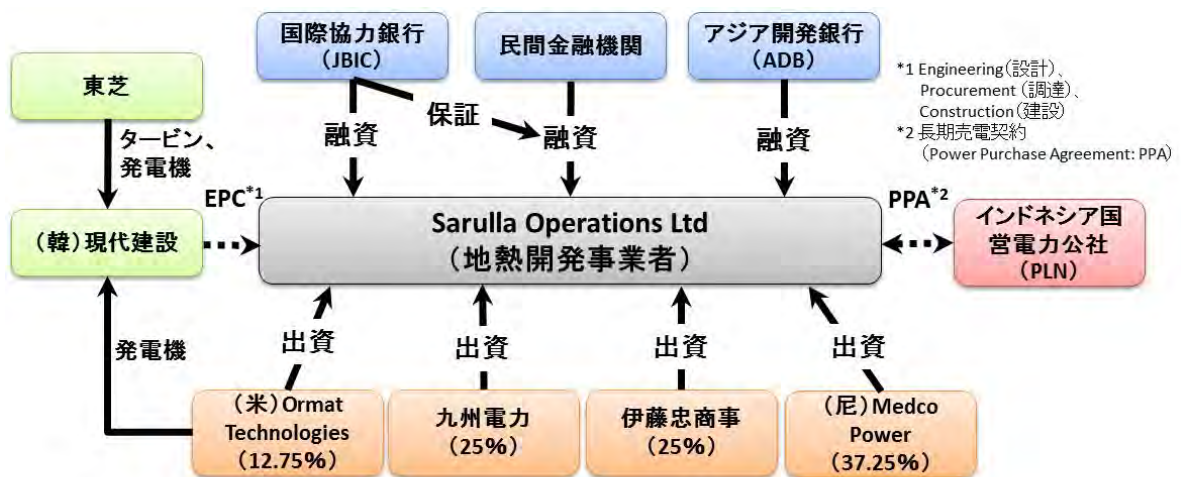 国際協力銀行
(JBIC)
民間金融機関
アジア開発銀行
(ADB)
*1 Engineering(設計)、
Procurement (調達)、
Construction(建設)
*2 長期売電契約
(Power Purchase Agreement: PPA)
東芝
タービン、
発電機
融資
保証
融資
融資
EPC*1
PPA*2
(韓)現代建設
Sarulla Operations Ltd
(地熱開発事業者)
インドネシア国
営電力公社
(PLN)
発電機
出資
出資
出資
出資
(米)Ormat
Technologies
(12.75%)
九州電力
(25%)
伊藤忠商事
(25%)
(尼)Medco
Power
(37.25%)